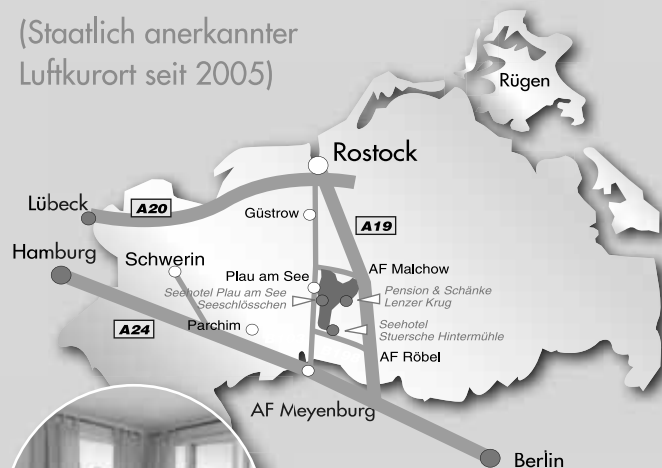 (Staatlich anerkannter
Luftkurort seit 2005)
Rügen
Rostock
Lübeck
A20
Güstrow
A19
Hamburg
Schwerin
Plau am See
AF Malchow
Seehotel Plau am See
Seeschlösschen
Pension & Schänke
Lenzer Krug
A24
Parchim
Seehotel
Stuersche Hintermühle
AF Röbel
AF Meyenburg
Berlin